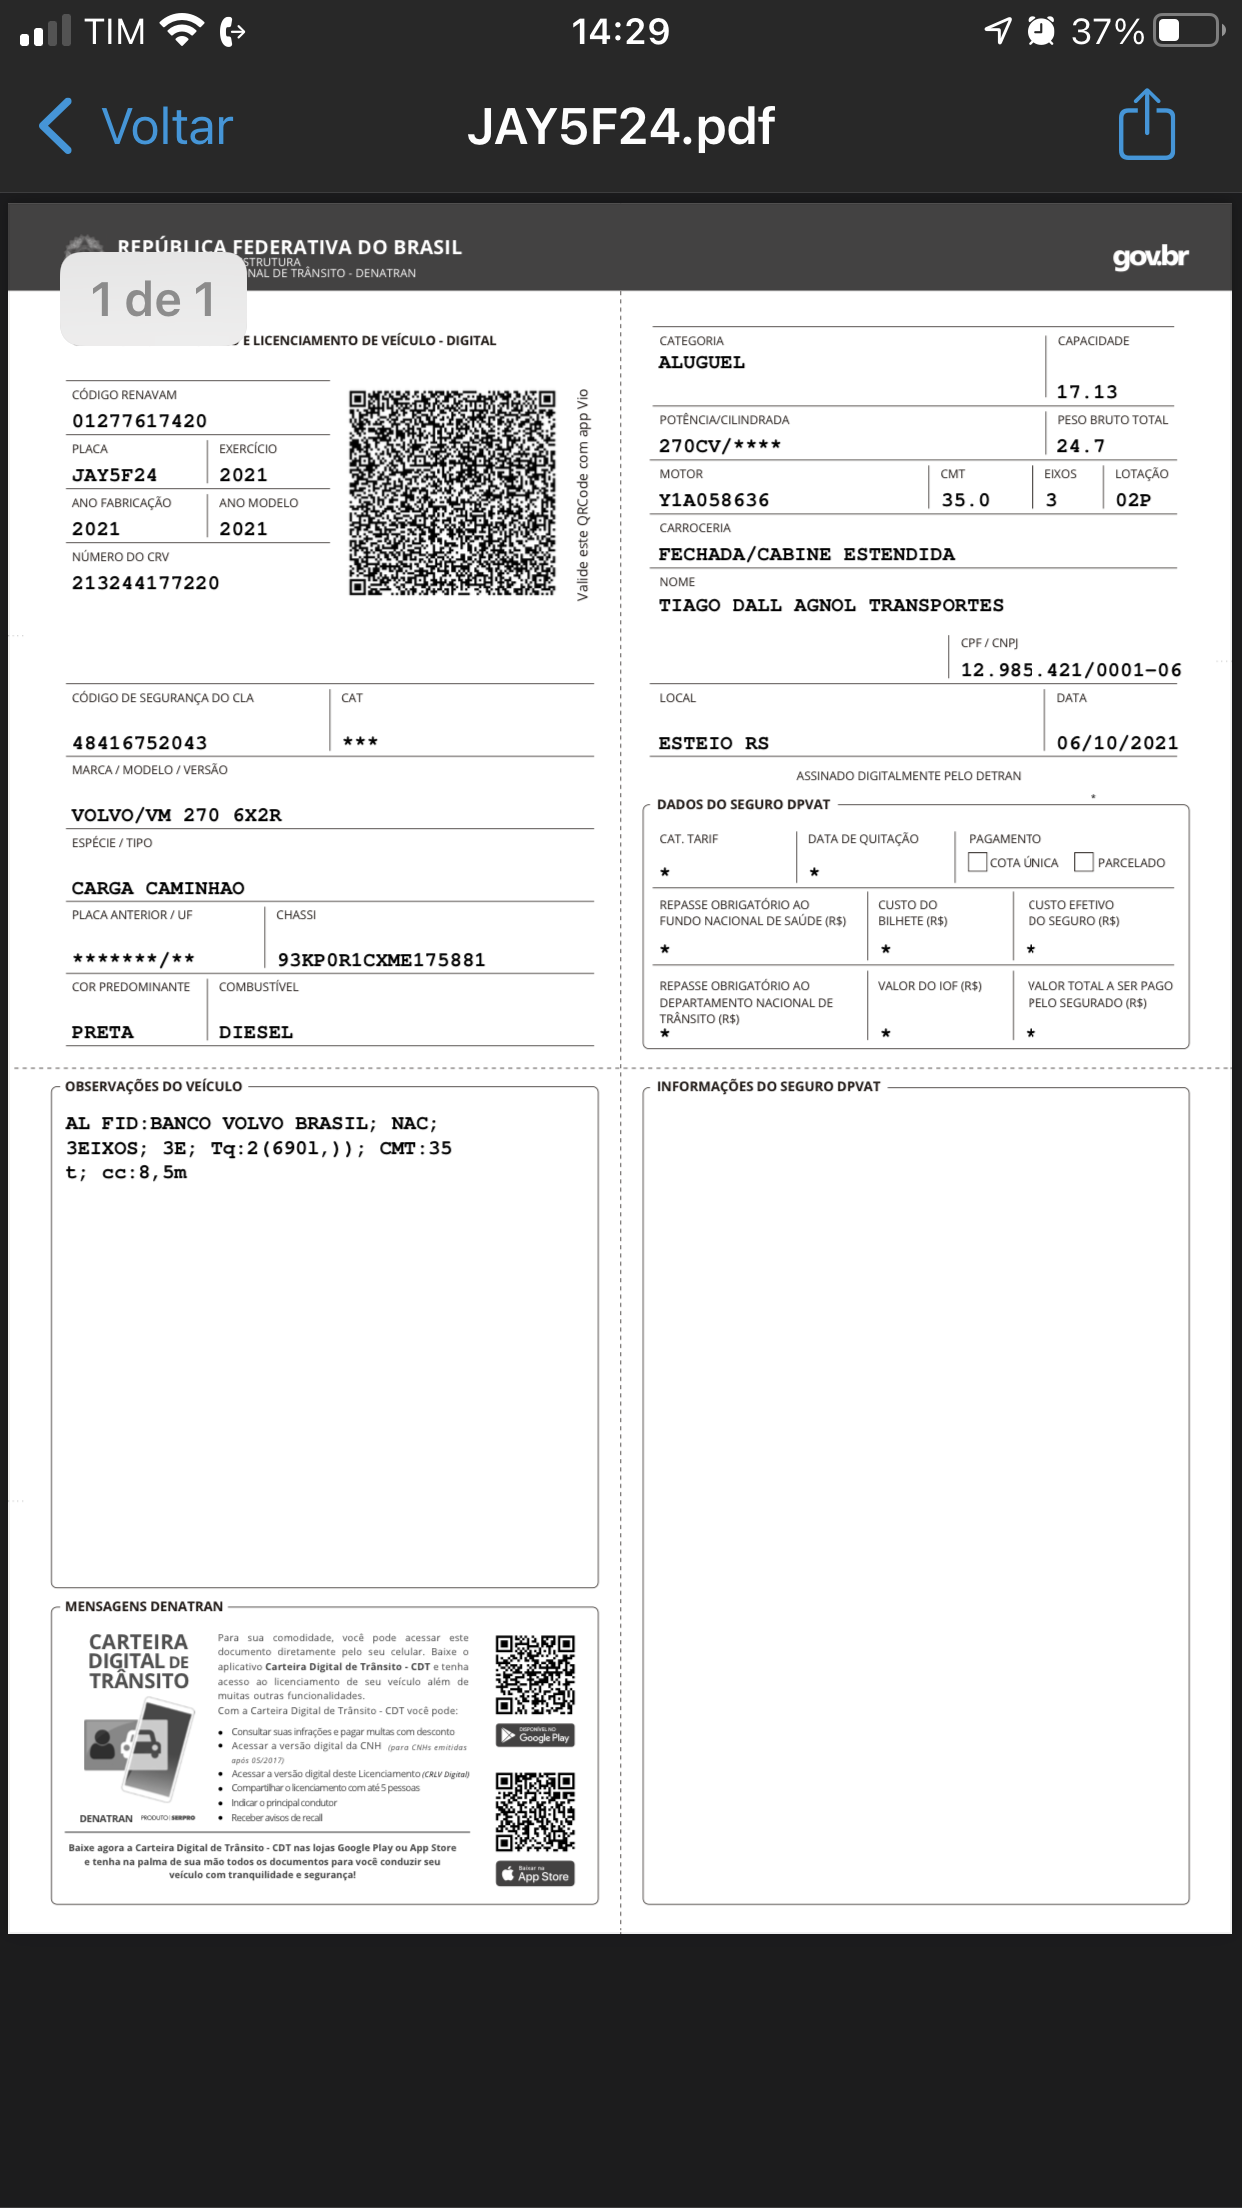 TIM
14:29
37%
Voltar
JAY5F24.pdf
REPÚBLICA FEDERATIVA DO BRASIL
NAL DE TRÂNSITO - DENATRAN
gov.br
1 de 1
E LICENCIAMENTO DE VEÍCULO - DIGITAL
CÓDIGO RENAVAM
01277617420
PLACA EXERCÍCIO
JAY5F24 2021
ANO FABRICAÇÃO ANO MODELO
2021 2021
NÚMERO DO CRV
213244177220
Valide este QRCode com app Vio
CÓDIGO DE SEGURANÇA DO CLA CAT
48416752043 ***
MARCA / MODELO / VERSÃO
VOLVO/VM 270 6X2R
ESPÉCIE / TIPO
CARGA CAMINHAO
PLACA ANTERIOR / UF CHASSI
*******/** 93KP0R1CXME175881
COR PREDOMINANTE COMBUSTÍVEL
PRETA DIESEL
CATEGORIA CAPACIDADE
ALUGUEL
17.13
POTÊNCIA/CILINDRADA PESO BRUTO TOTAL
270CV/**** 24.7
MOTOR CMT EIXOS LOTAÇÃO
Y1A058636 35.0 3 02P
CARROCERIA
FECHADA/CABINE ESTENDIDA
NOME
TIAGO DALL AGNOL TRANSPORTES
CPF / CNPJ
12.985.421/0001-06
LOCAL DATA
ESTEIO RS 06/10/2021
ASSINADO DIGITALMENTE PELO DETRAN
*
DADOS DO SEGURO DPVAT
CAT. TARIF DATA DE QUITAÇÃO PAGAMENTO
* * COTA ÚNICA PARCELADO
REPASSE OBRIGATÓRIO AO CUSTO DO CUSTO EFETIVO
FUNDO NACIONAL DE SAÚDE (R$) BILHETE (R$) DO SEGURO (R$)
* * *
REPASSE OBRIGATÓRIO AO VALOR DO IOF (R$) VALOR TOTAL A SER PAGO
DEPARTAMENTO NACIONAL DE PELO SEGURADO (R$)
TRÂNSITO (R$)
* * *
OBSERVAÇÕES DO VEÍCULO
AL FID:BANCO VOLVO BRASIL; NAC;
3EIXOS; 3E; Tq:2(690l,)); CMT:35
t; cc:8,5m
INFORMAÇÕES DO SEGURO DPVAT
MENSAGENS DENATRAN
CARTEIRA
DIGITAL DE
TRÂNSITO
DENATRAN PRODUTO SERPRO
Para sua comodidade, você pode acessar este
documento diretamente pelo seu celular. Baixe o
aplicativo Carteira Digital de Trânsito - CDT e tenha
acesso ao licenciamento de seu veículo além de
muitas outras funcionalidades.
Com a Carteira Digital de Trânsito - CDT você pode:
• Consultar suas infrações e pagar multas com desconto
• Acessar a versão digital da CNH (para CNHs emitidas
após 05/2017)
• Acessar a versão digital deste Licenciamento (CRLV Digital)
• Compartilhar o licenciamento com até 5 pessoas
• Indicar o principal condutor
• Receber avisos de recall
DISPONÍVEL NO
Google Play
Baixar na
App Store
Baixe agora a Carteira Digital de Trânsito - CDT nas lojas Google Play ou App Store
e tenha na palma de sua mão todos os documentos para você conduzir seu
veículo com tranquilidade e segurança!